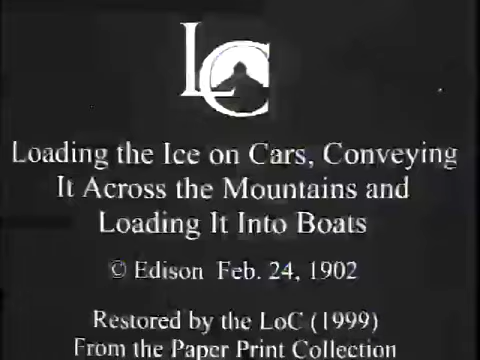 LC
Loading the Ice on Cars, Conveying
It Across the Mountains and
Loading It Into Boats
© Edison Feb. 24, 1902
Restored by the LoC (1999)
From the Paper Print Collection